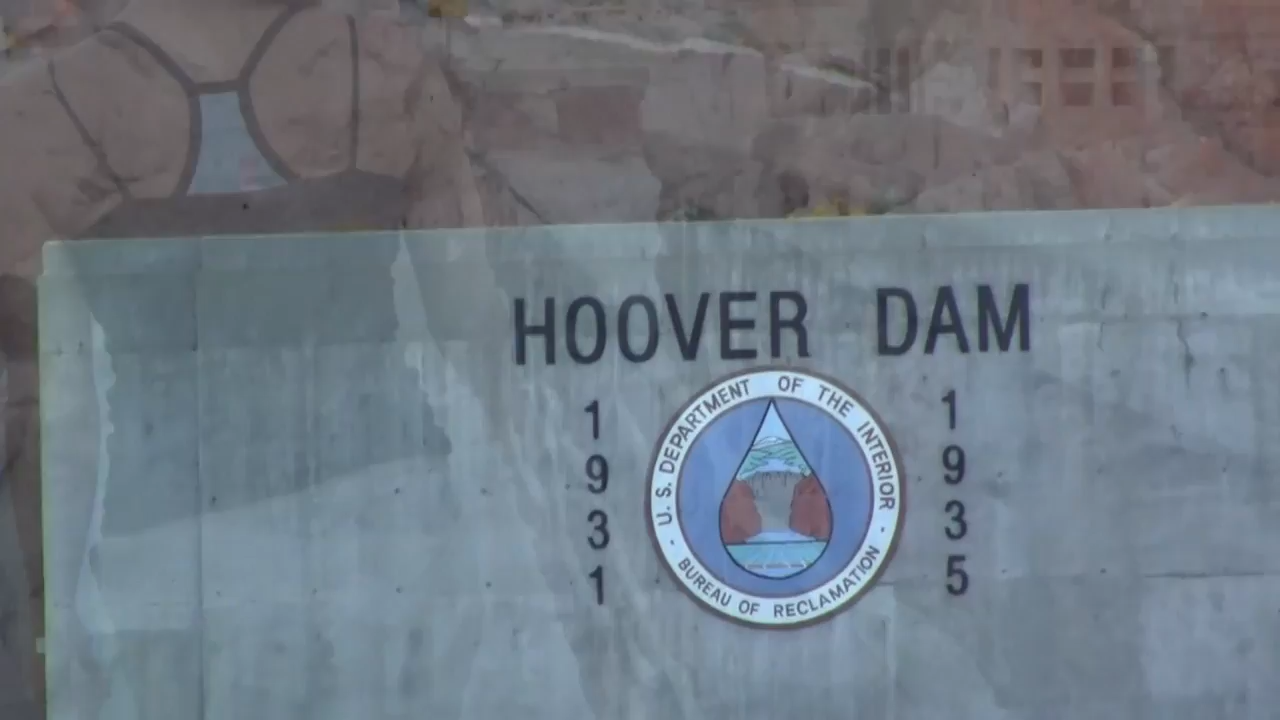 HOOVER DAM
1931
1935
U. S. DEPARTMENT OF THE INTERIOR
· BUREAU OF RECLAMATION ·